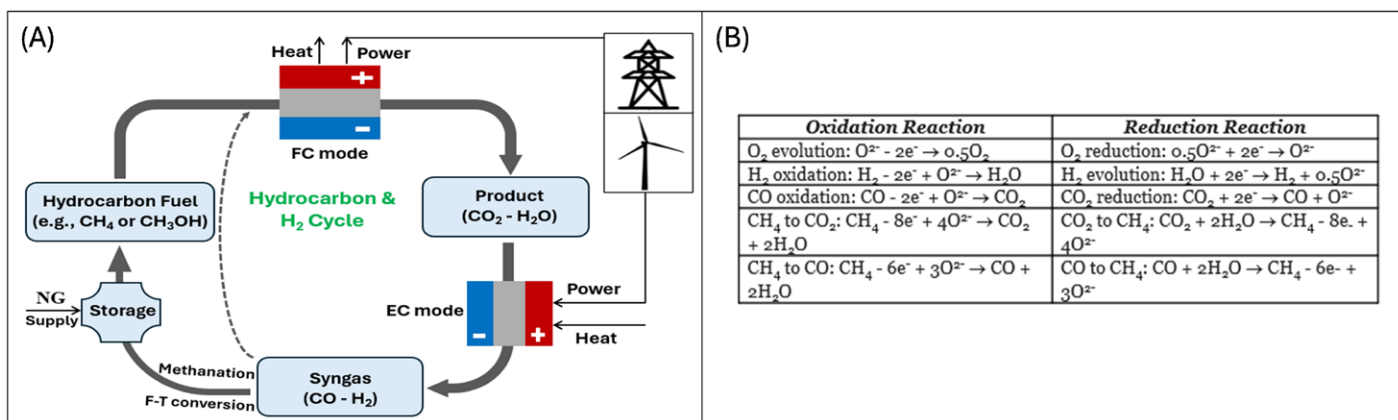 (A)
Heat
Power
+
-
FC mode
Hydrocarbon Fuel
(e.g., CH₄ or CH₃OH)
Hydrocarbon &
H₂ Cycle
Product
(CO₂ - H₂O)
NG
Supply
Storage
EC mode
-
+
Power
Heat
Methanation
F-T conversion
Syngas
(CO - H₂)
(B)
Oxidation Reaction
Reduction Reaction
O₂ evolution: O²⁻ - 2e⁻ → 0.5O₂
O₂ reduction: 0.5O²⁻ + 2e⁻ → O²⁻
H₂ oxidation: H₂ - 2e⁻ + O²⁻ → H₂O
H₂ evolution: H₂O + 2e⁻ → H₂ + 0.5O²⁻
CO oxidation: CO - 2e⁻ + O²⁻ → CO₂
CO₂ reduction: CO₂ + 2e⁻ → CO + O²⁻
CH₄ to CO₂: CH₄ - 8e⁻ + 4O²⁻ → CO₂
+ 2H₂O
CO₂ to CH₄: CO₂ + 2H₂O → CH₄ - 8e- +
4O²⁻
CH₄ to CO: CH₄ - 6e⁻ + 3O²⁻ → CO +
2H₂O
CO to CH₄: CO + 2H₂O → CH₄ - 6e- +
3O²⁻